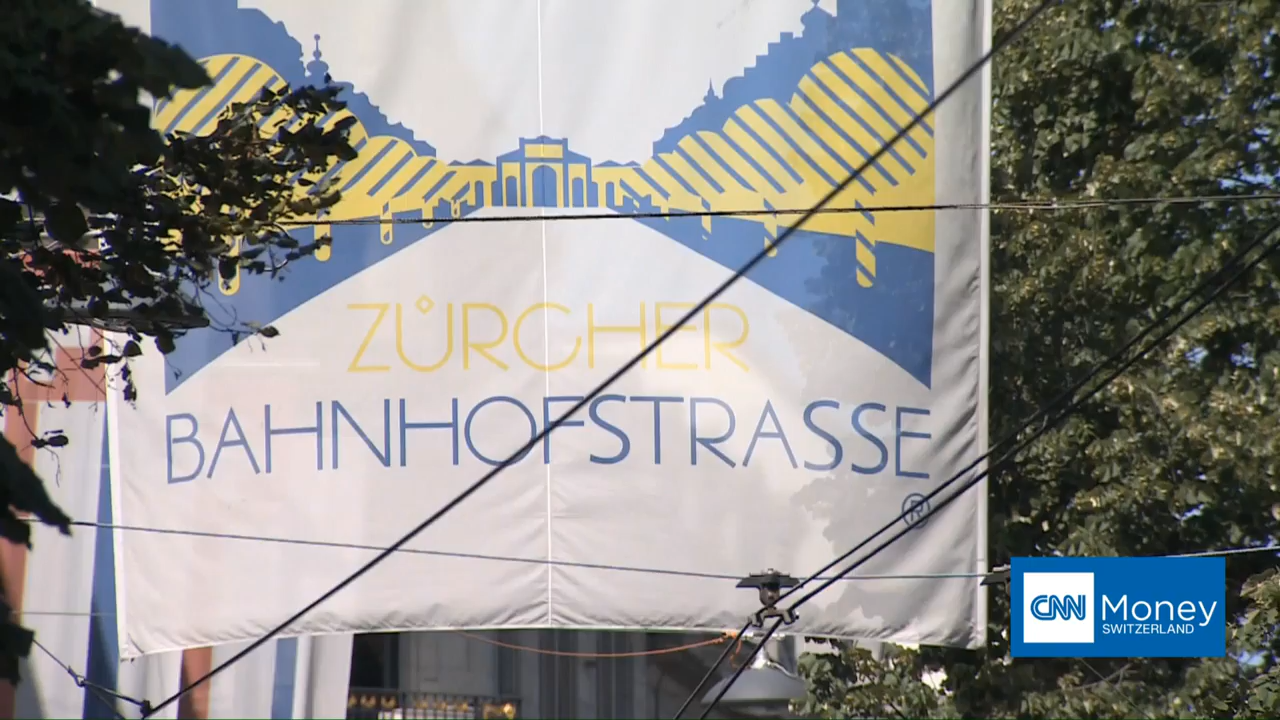 ZÜRCHER
BAHNHOFSTRASSE
®
CNN Money
SWITZERLAND